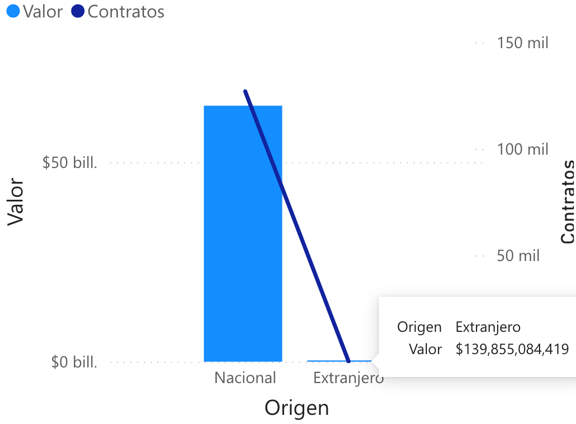 Valor Contratos
150 mil
$50 bill.
100 mil
50 mil
$0 bill.
Valor
Contratos
Nacional
Extranjero
Origen
Origen Extranjero
Valor $139,855,084,419